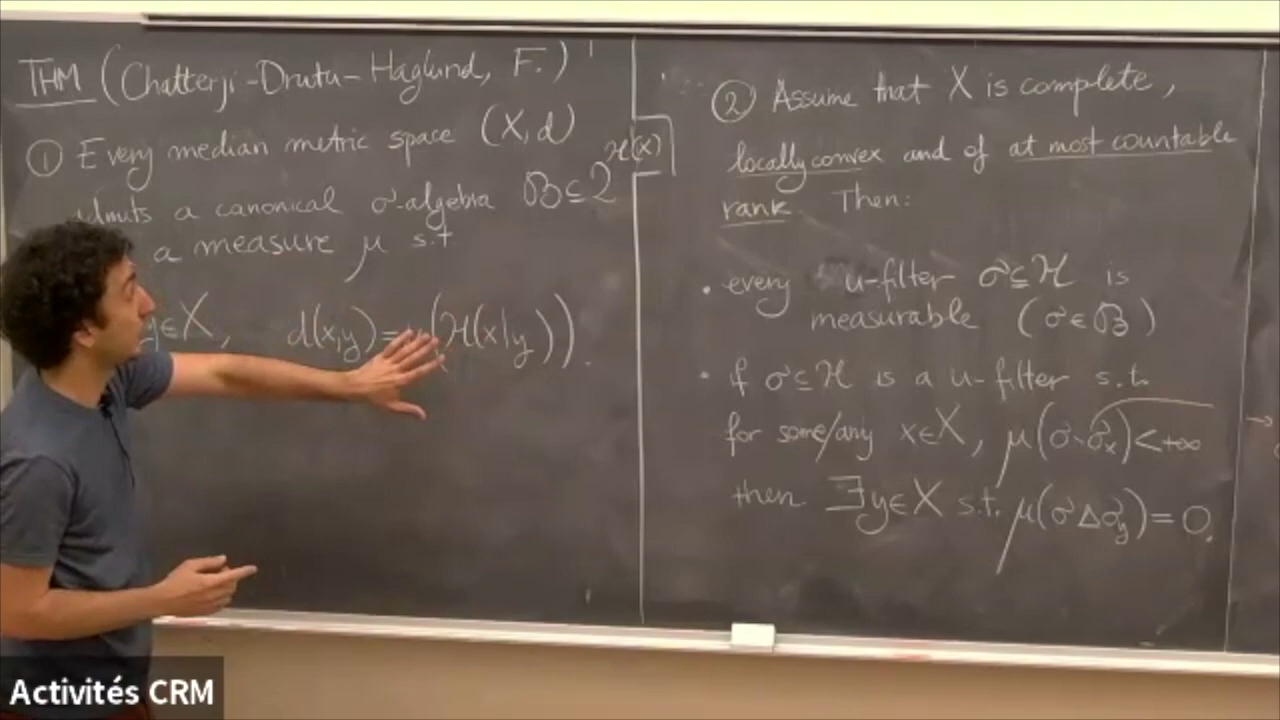 THM (Chatterji-Drutu-Haglund, F.)
① Every median metric space (X,d)
admits a canonical σ-algebra ℬ⊆2^ℋ(X)
a measure μ s.t
y∈X, d(x,y)=μ(ℋ(x|y)).
② Assume that X is complete,
locally convex and of at most countable
rank. Then:
• every u-filter σ⊆ℋ is
measurable (σ∈ℬ)
• if σ⊆ℋ is a u-filter s.t.
for some/any x∈X, μ(σ∖σₓ)<+∞
then ∃y∈X s.t. μ(σ△σ_y)=0.
Activités CRM